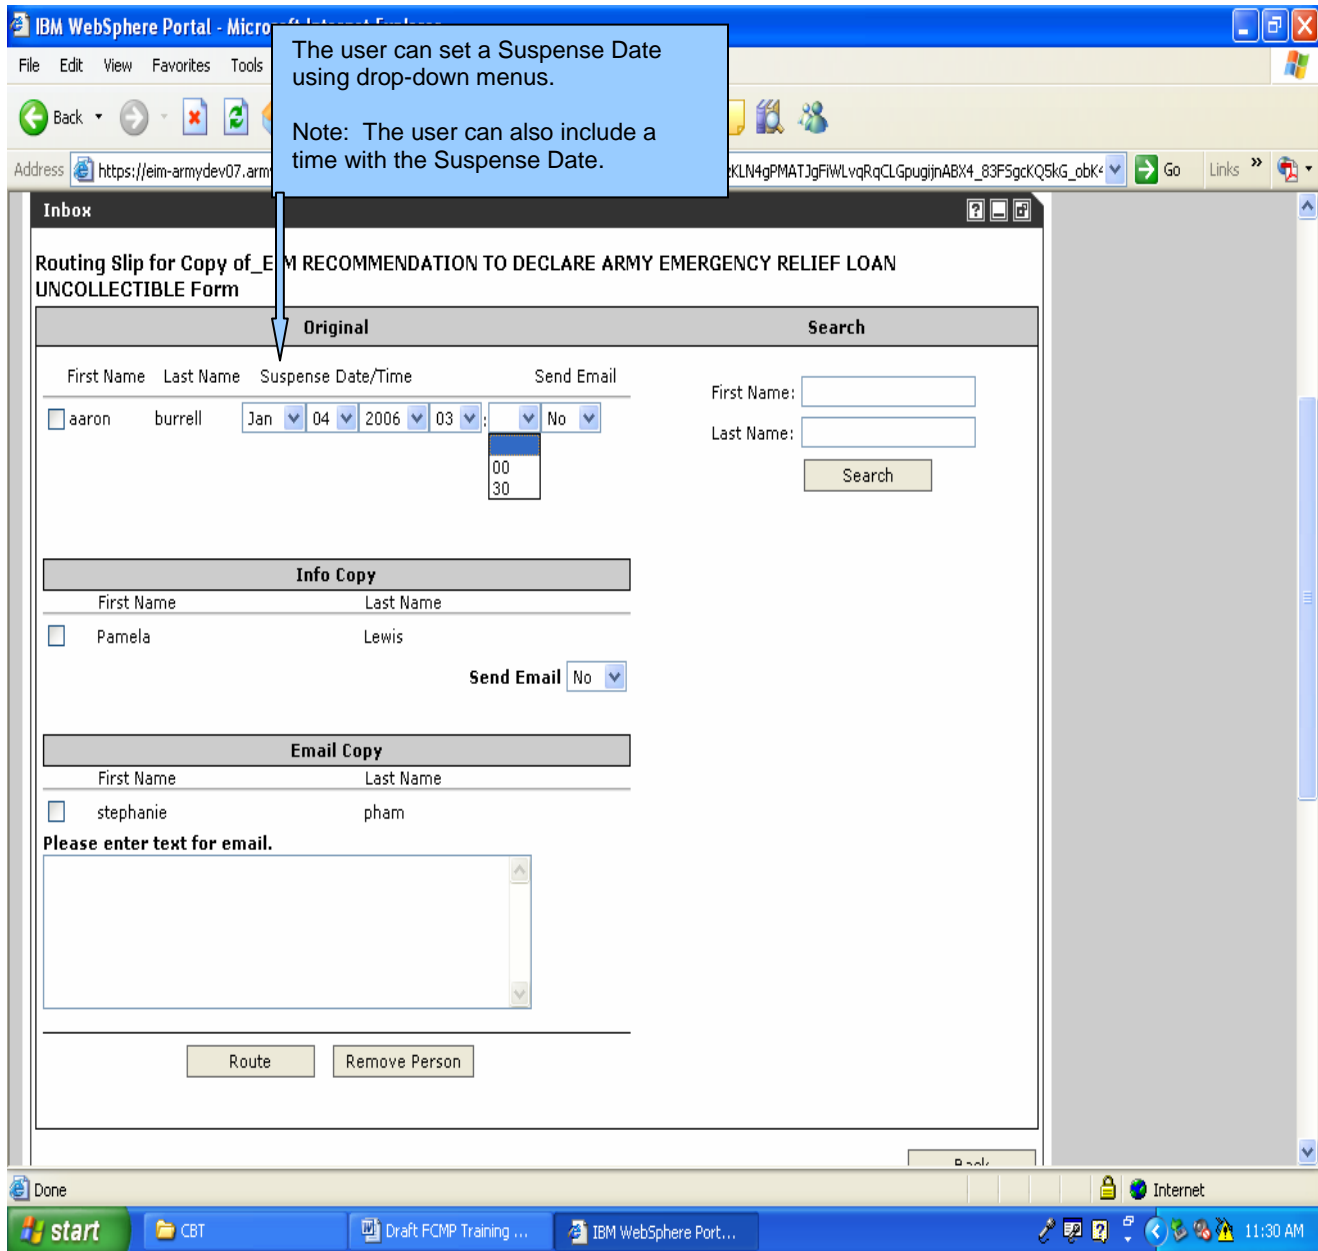 IBM WebSphere Portal - Micro
The user can set a Suspense Date
using drop-down menus.
Note: The user can also include a
time with the Suspense Date.
File Edit View Favorites Tools
Back
Address https://eim-armydev07.arm KLN4gPMATJgFiWLvqRqCLGpugijnABX4_83FSgcKQ5kG_obK Go Links »
Inbox
Routing Slip for Copy of_E M RECOMMENDATION TO DECLARE ARMY EMERGENCY RELIEF LOAN
UNCOLLECTIBLE Form
Original Search
First Name Last Name Suspense Date/Time Send Email
aaron burrell Jan 04 2006 03 : No
00
30
First Name:
Last Name:
Search
Info Copy
First Name Last Name
Pamela Lewis
Send Email No
Email Copy
First Name Last Name
stephanie pham
Please enter text for email.
Route Remove Person
Done Internet
start CBT Draft FCMP Training ... IBM WebSphere Port... 11:30 AM